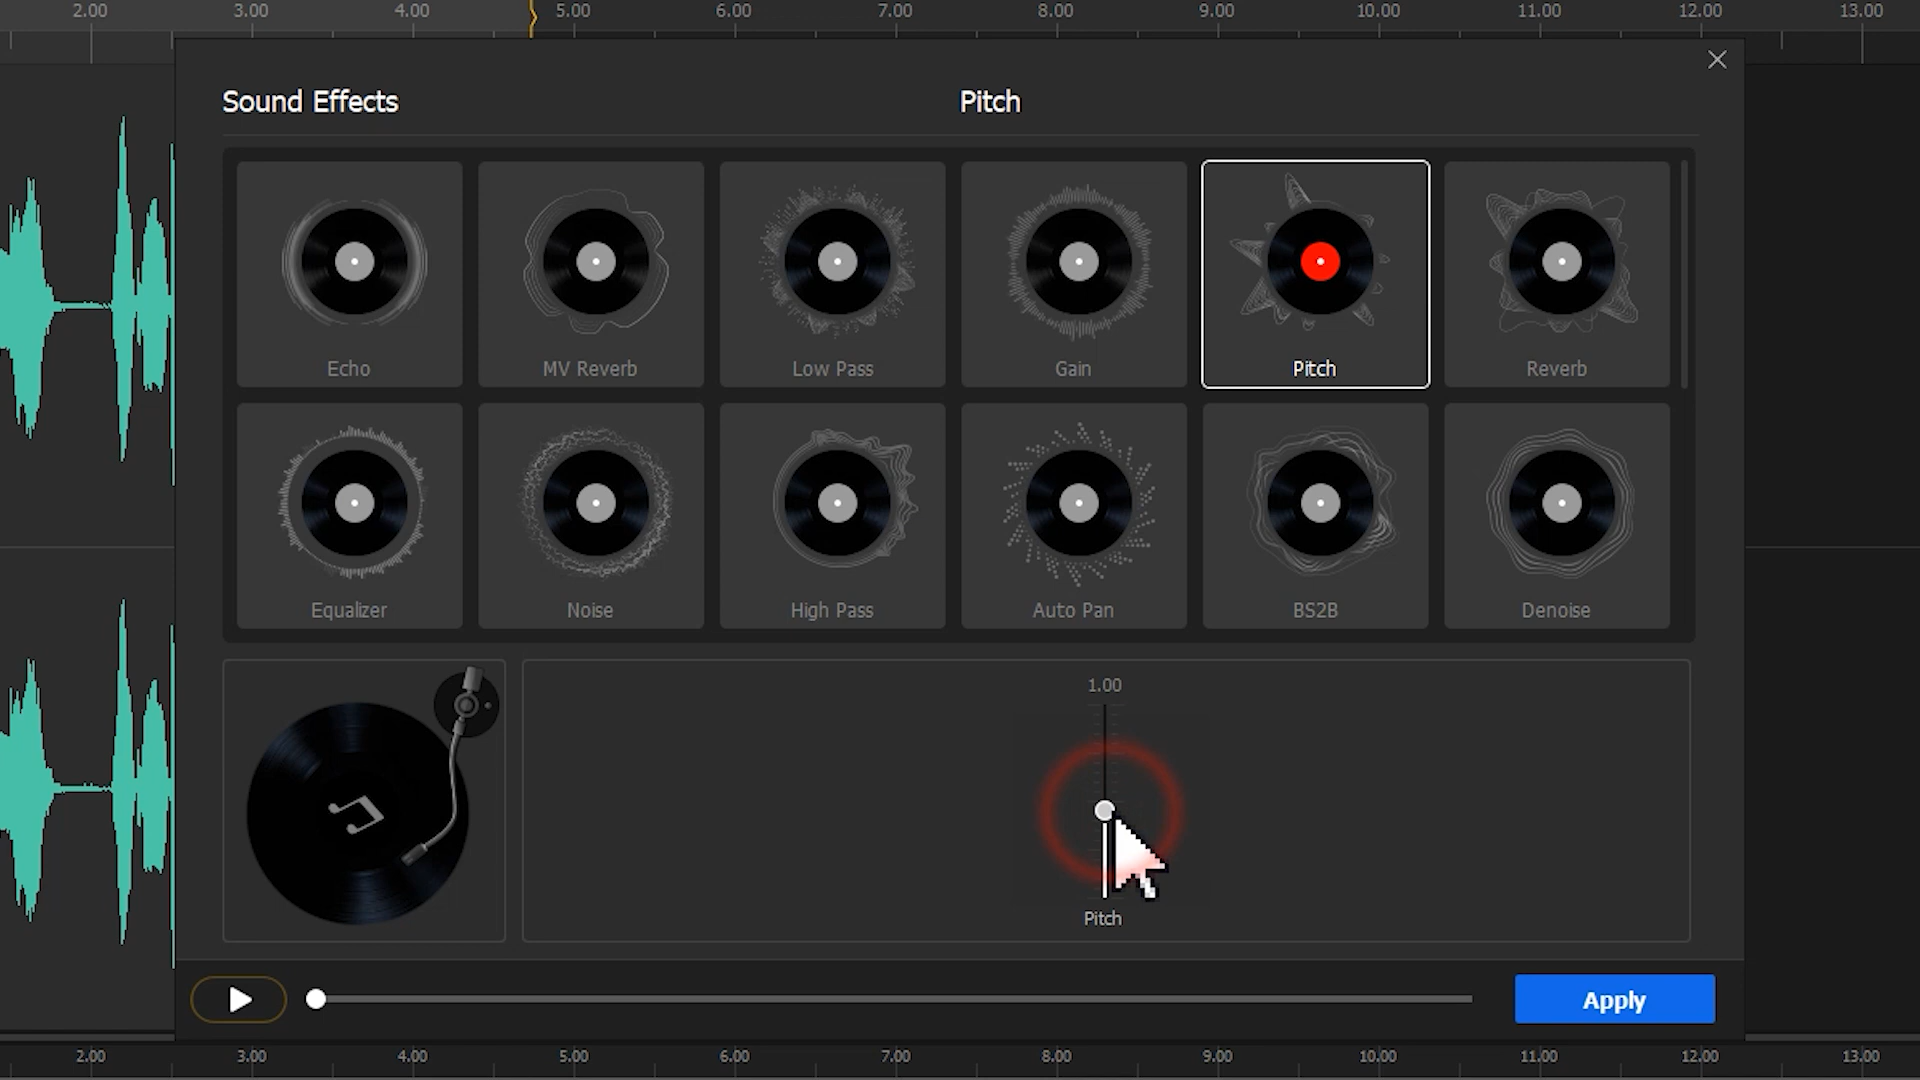 2.00 3.00 4.00 5.00 6.00 7.00 8.00 9.00 10.00 11.00 12.00 13.00
Sound Effects Pitch
Echo MV Reverb Low Pass Gain Pitch Reverb
Equalizer Noise High Pass Auto Pan BS2B Denoise
1.00
Pitch
Apply
2.00 3.00 4.00 5.00 6.00 7.00 8.00 9.00 10.00 11.00 12.00 13.00